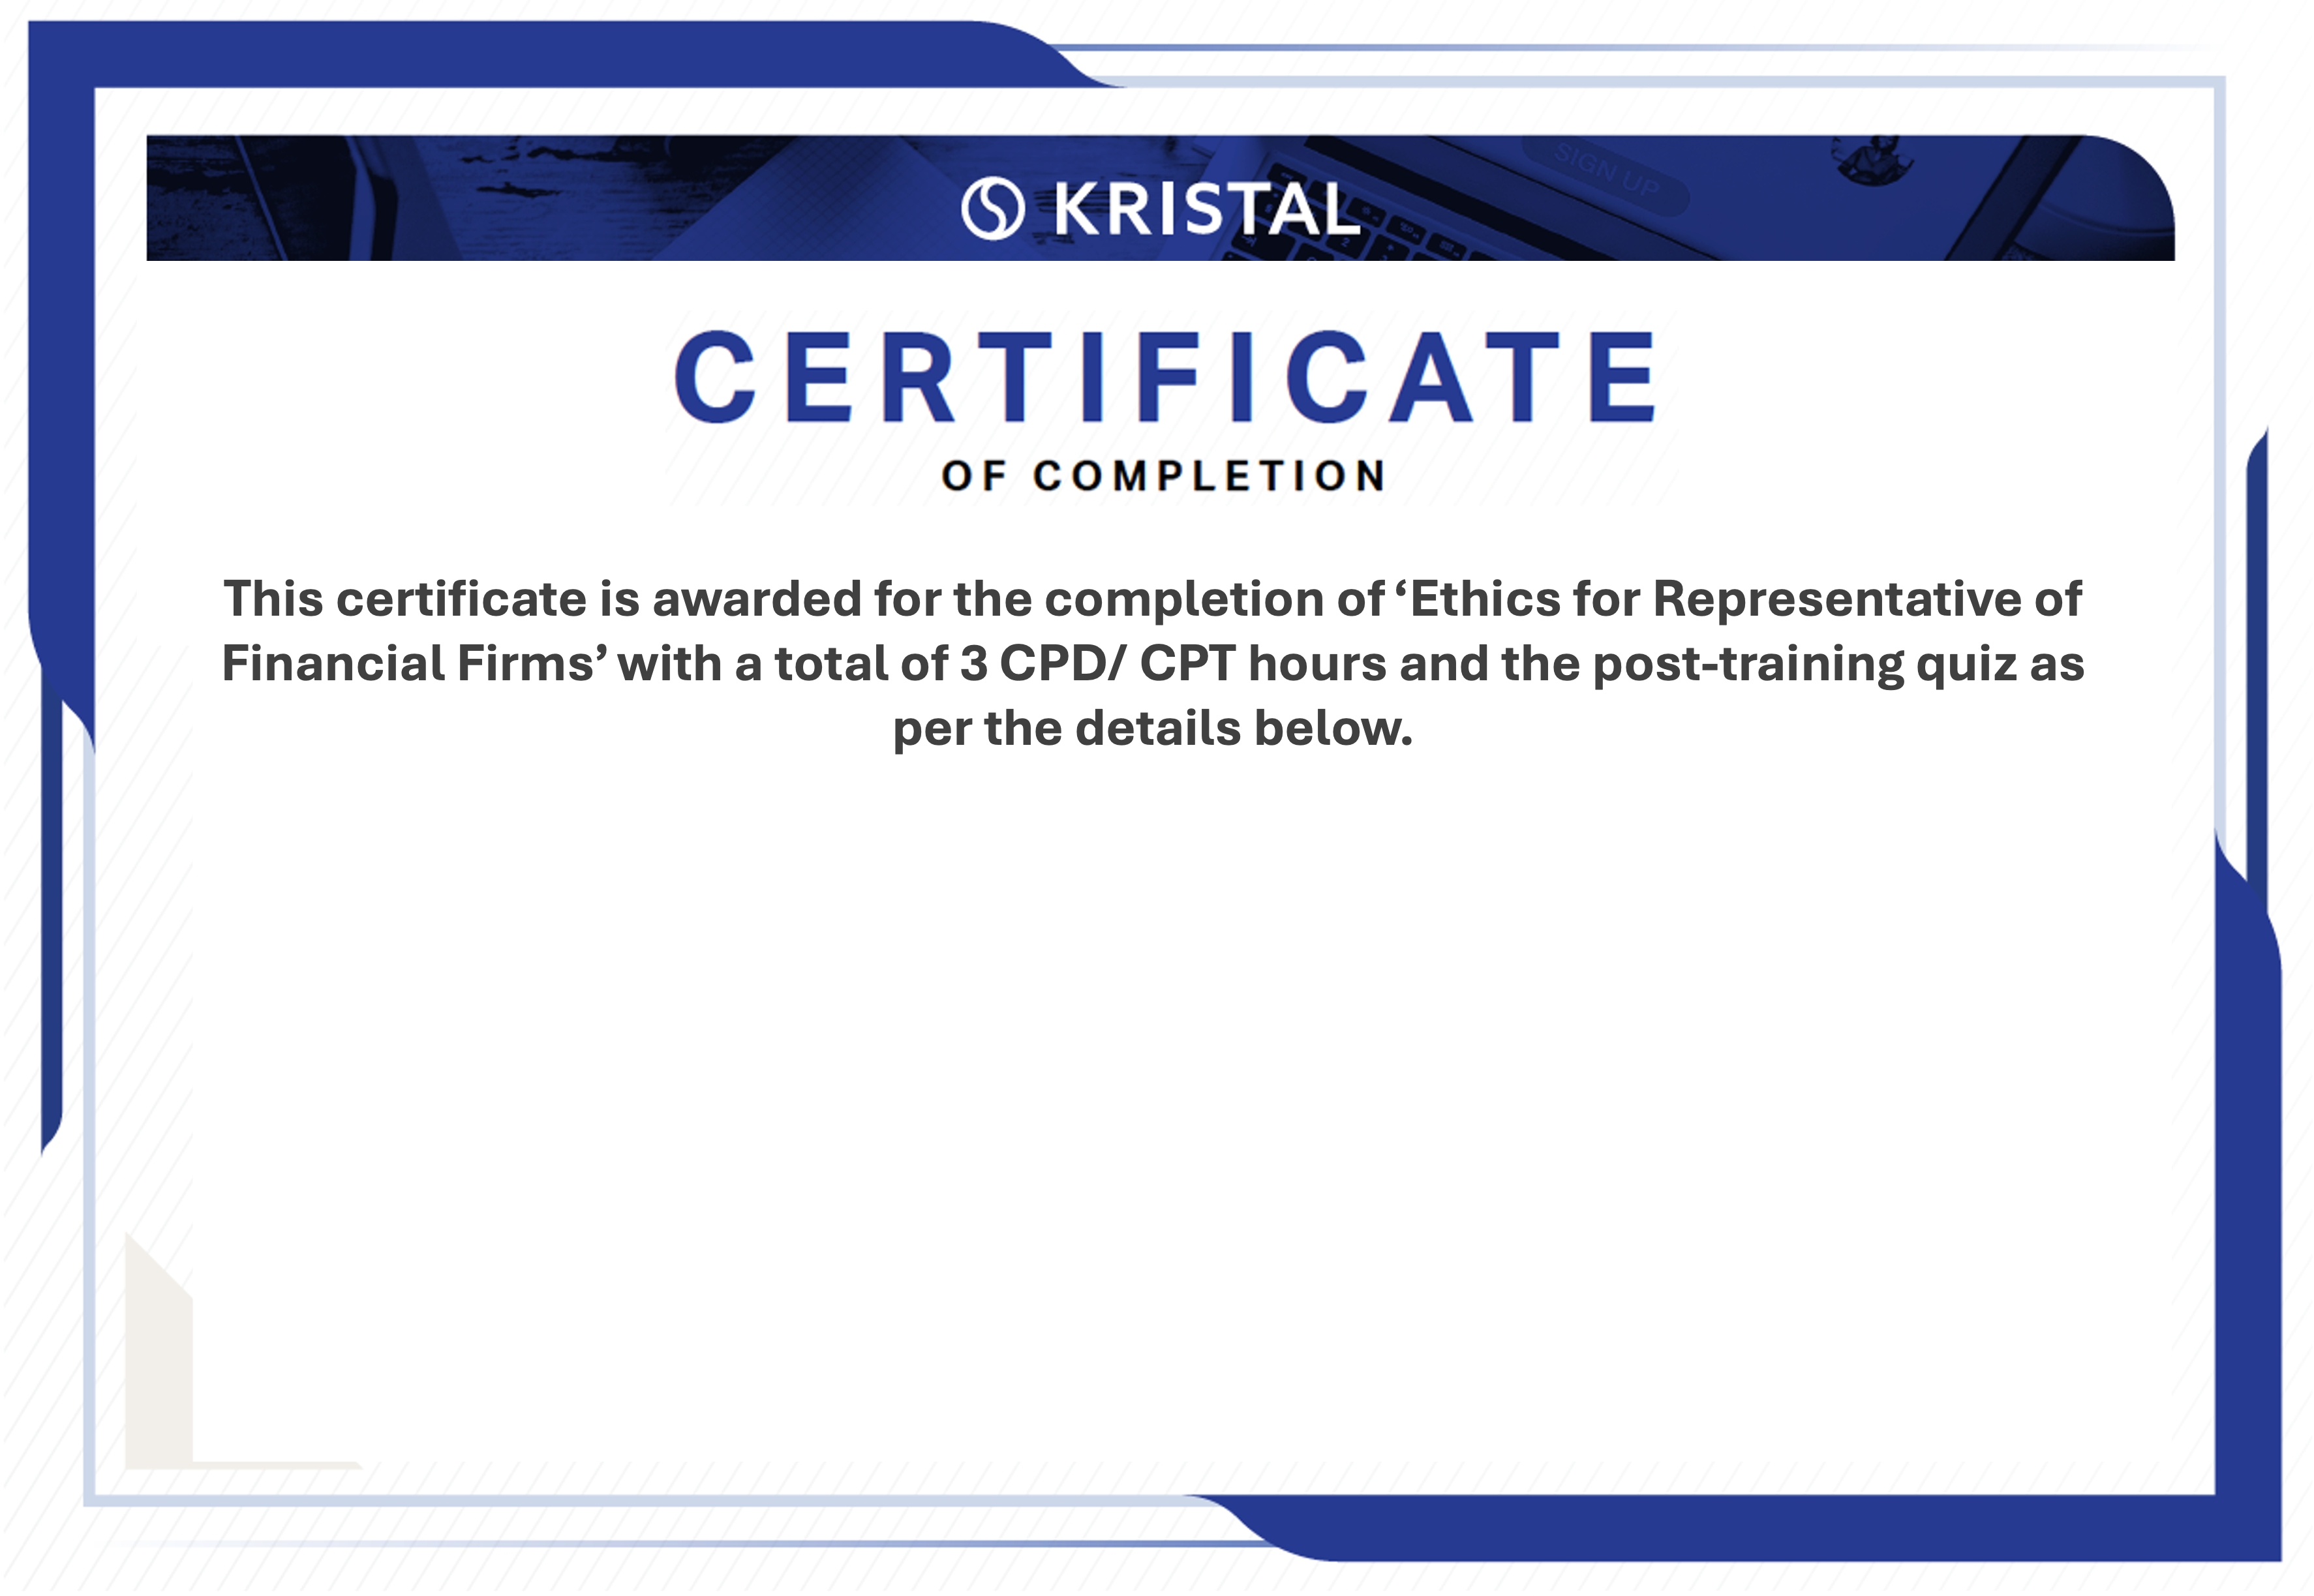 SIGN UP
KRISTAL
CERTIFICATE
OF COMPLETION
This certificate is awarded for the completion of ‘Ethics for Representative of
Financial Firms’ with a total of 3 CPD/ CPT hours and the post-training quiz as
per the details below.